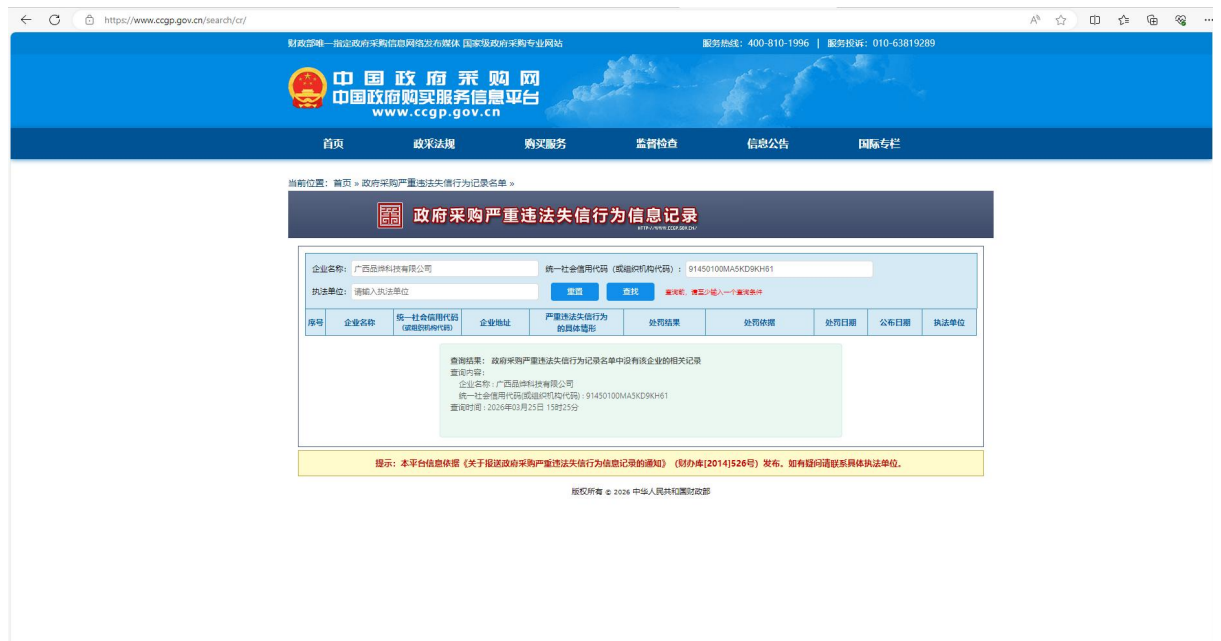 https://www.ccgp.gov.cn/search/cr/
财政部唯一指定政府采购信息网络发布媒体 国家级政府采购专业网站
服务热线：400-810-1996 | 服务投诉：010-63819289
中国政府采购网
中国政府购买服务信息平台
www.ccgp.gov.cn
首页 政采法规 购买服务 监督检查 信息公告 国际专栏
当前位置：首页 » 政府采购严重违法失信行为记录名单 »
政府采购严重违法失信行为信息记录
HTTP://WWW.CCGP.GOV.CN/
企业名称： 广西品烨科技有限公司 统一社会信用代码（或组织机构代码）： 91450100MA5KD9KH61
执法单位： 请输入执法单位 重置 查找 查询前，请至少输入一个查询条件
序号 企业名称 统一社会信用代码（或组织机构代码） 企业地址 严重违法失信行为的具体情形 处罚结果 处罚依据 处罚日期 公布日期 执法单位
查询结果： 政府采购严重违法失信行为记录名单中没有该企业的相关记录
查询内容：
企业名称：广西品烨科技有限公司
统一社会信用代码(或组织机构代码)：91450100MA5KD9KH61
查询时间：2026年03月25日 15时25分
提示：本平台信息依据《关于报送政府采购严重违法失信行为信息记录的通知》（财办库[2014]526号）发布。如有疑问请联系具体执法单位。
版权所有 © 2026 中华人民共和国财政部